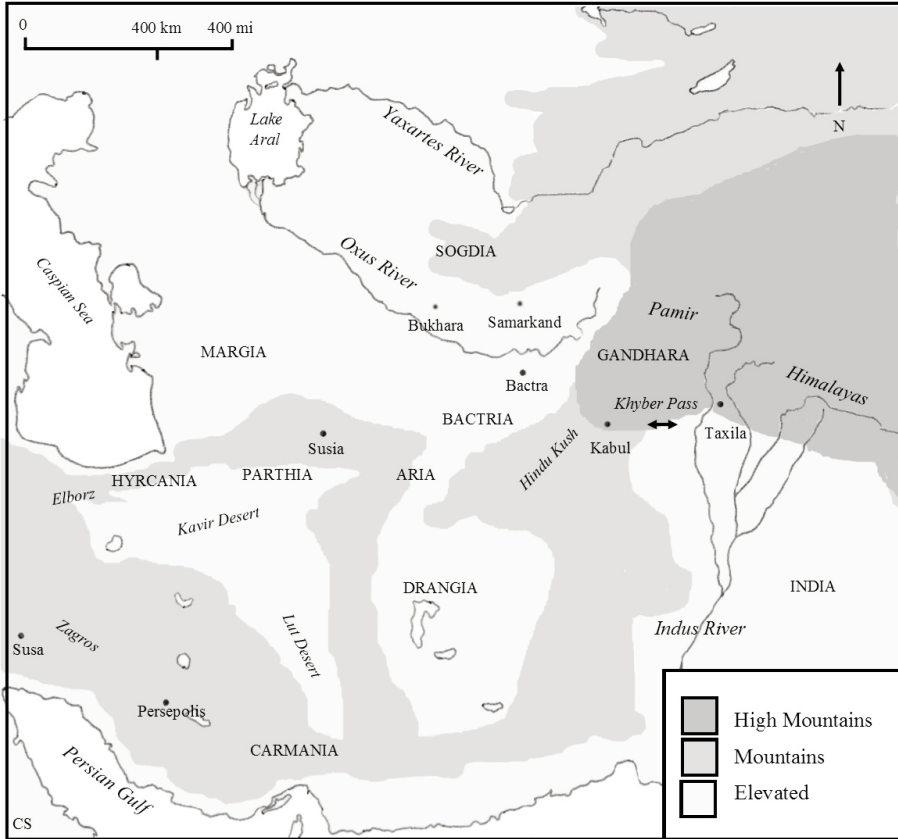 0
400 km
400 mi
Lake
Aral
Yaxartes River
N
SOGDIA
Oxus River
Caspian Sea
Bukhara
Samarkand
Pamir
MARGIA
GANDHARA
Himalayas
Bactra
Khyber Pass
BACTRIA
Taxila
Susia
Hindu Kush
Kabul
HYRCANIA
PARTHIA
ARIA
Elborz
Kavir Desert
DRANGIA
INDIA
Lut Desert
Indus River
Susa
Zagros
Persepolis
CARMANIA
Persian Gulf
High Mountains
Mountains
Elevated
CS